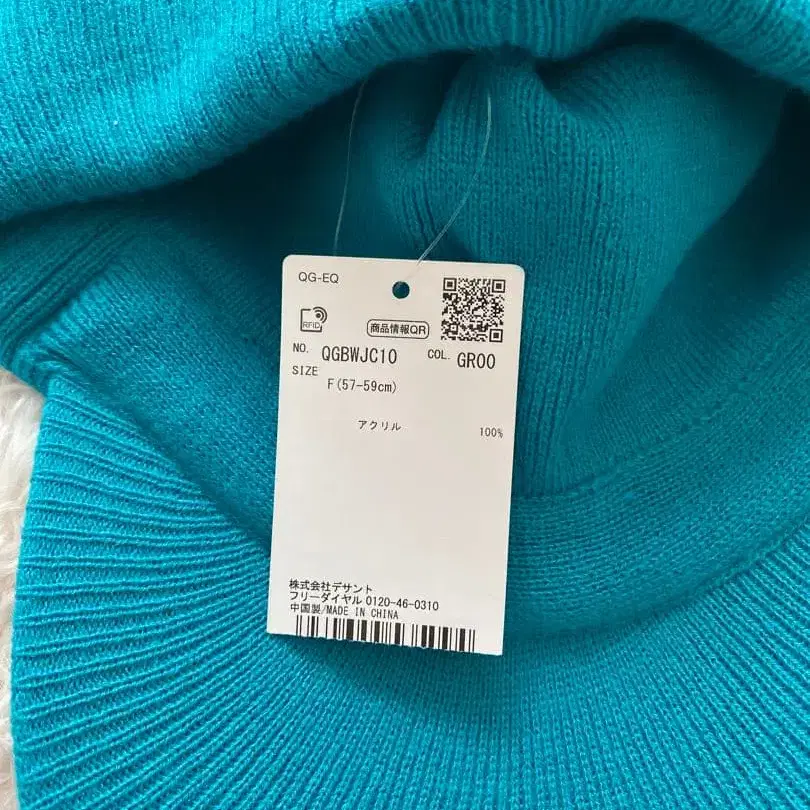 QG-EQ
RFID
商品情報QR
NO. QGBWJC10 COL. GR00
SIZE
F(57-59cm)
アクリル 100%
株式会社デサント
フリーダイヤル 0120-46-0310
中国製/MADE IN CHINA